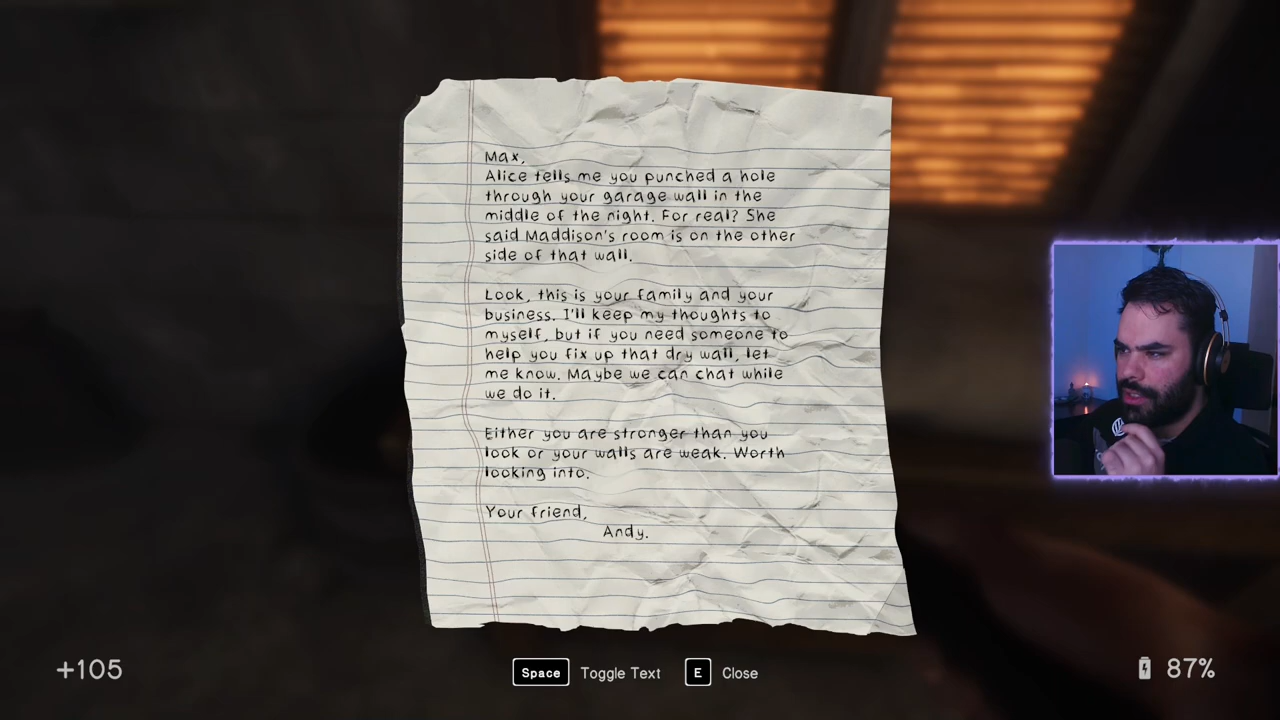 Max,
Alice tells me you punched a hole
through your garage wall in the
middle of the night. For real? She
said Maddison's room is on the other
side of that wall.
Look, this is your family and your
business. I'll keep my thoughts to
myself, but if you need someone to
help you fix up that dry wall, let
me know. Maybe we can chat while
we do it.
Either you are stronger than you
look or your walls are weak. Worth
looking into.
Your friend,
Andy.
+105
Space Toggle Text E Close
87%